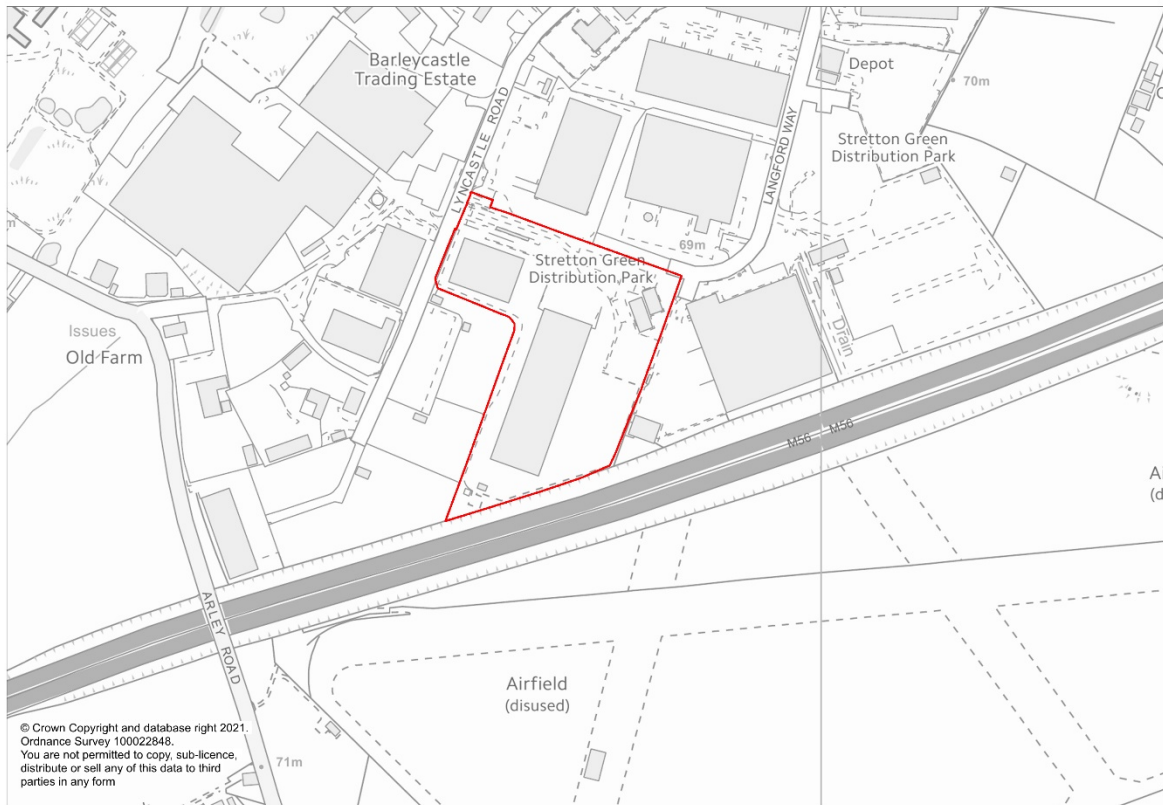 Barleycastle
Trading Estate
LYNCASTLE ROAD
LANGFORD WAY
Depot
70m
Stretton Green
Distribution Park
69m
Stretton Green
Distribution Park
Issues
Old Farm
Drain
M56
M56
ARLEY ROAD
Airfield
(disused)
71m
© Crown Copyright and database right 2021.
Ordnance Survey 100022848.
You are not permitted to copy, sub-licence,
distribute or sell any of this data to third
parties in any form